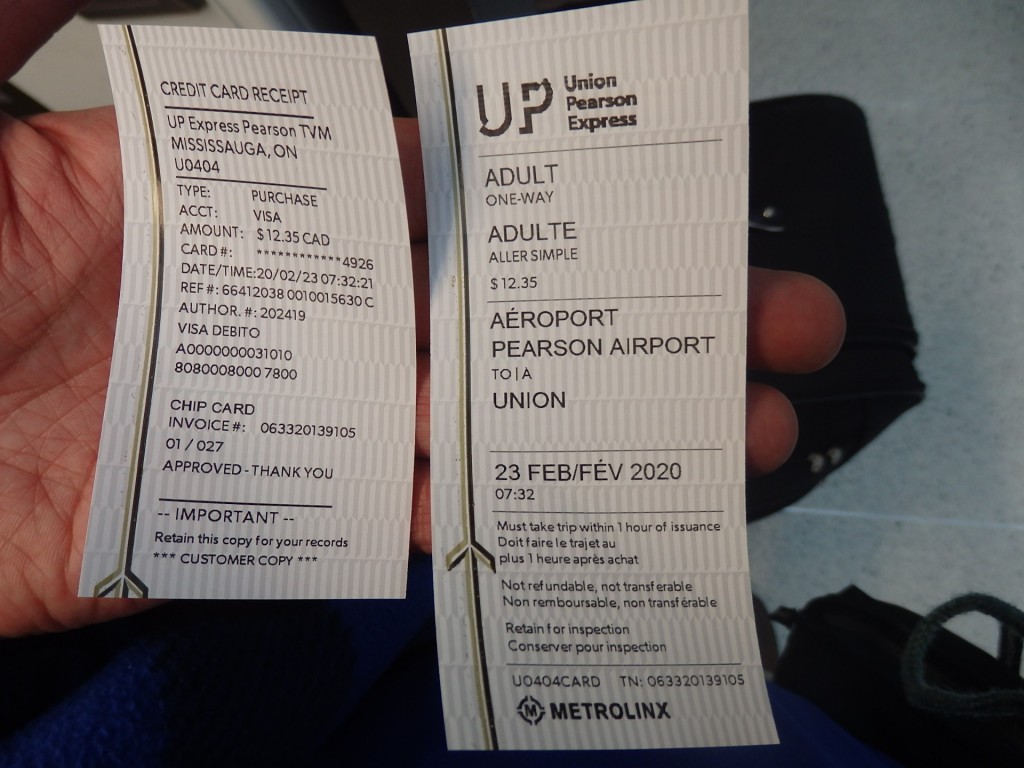 CREDIT CARD RECEIPT
UP Express Pearson TVM
MISSISSAUGA, ON
U0404
TYPE: PURCHASE
ACCT: VISA
AMOUNT: $12.35 CAD
CARD #: ************4926
DATE/TIME:20/02/23 07:32:21
REF #: 66412038 0010015630 C
AUTHOR. #: 202419
VISA DEBITO
A0000000031010
8080008000 7800
CHIP CARD
INVOICE #: 063320139105
01 / 027
APPROVED - THANK YOU
-- IMPORTANT --
Retain this copy for your records
*** CUSTOMER COPY ***
UP Union
Pearson
Express
ADULT
ONE-WAY
ADULTE
ALLER SIMPLE
$12.35
AÉROPORT
PEARSON AIRPORT
TO | À
UNION
23 FEB/FÉV 2020
07:32
Must take trip within 1 hour of issuance
Doit faire le trajet au
plus 1 heure après achat
Not refundable, not transferable
Non remboursable, non transférable
Retain for inspection
Conserver pour inspection
U0404CARD TN: 063320139105
METROLINX